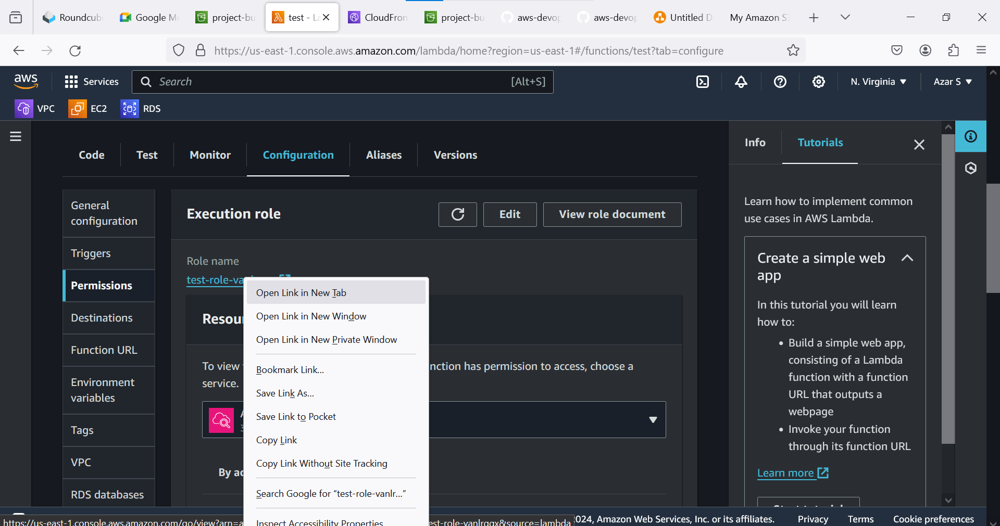 Roundcub
Google M
project-bu
test - La
CloudFron
project-bu
aws-devop
aws-devop
Untitled D
My Amazon S3
https://us-east-1.console.aws.amazon.com/lambda/home?region=us-east-1#/functions/test?tab=configure
aws
Services
Search
[Alt+S]
N. Virginia
Azar S
VPC
EC2
RDS
Code
Test
Monitor
Configuration
Aliases
Versions
Info
Tutorials
General
configuration
Triggers
Permissions
Destinations
Function URL
Environment
variables
Tags
VPC
RDS databases
Execution role
Edit
View role document
Role name
test-role-va
Resou
To view
nction has permission to access, choose a
service.
By ac
Open Link in New Tab
Open Link in New Window
Open Link in New Private Window
Bookmark Link...
Save Link As...
Save Link to Pocket
Copy Link
Copy Link Without Site Tracking
Search Google for “test-role-vanlr...”
Inspect Accessibility Properties
Learn how to implement common
use cases in AWS Lambda.
Create a simple web
app
In this tutorial you will learn
how to:
• Build a simple web app,
consisting of a Lambda
function with a function
URL that outputs a
webpage
• Invoke your function
through its function URL
Learn more
Start tutorial
https://us-east-1.console.aws.amazon.com/go/view?arn=a
est-role-vanlrggx&source=lambda
2024, Amazon Web Services, Inc. or its affiliates.
Privacy
Terms
Cookie preferences